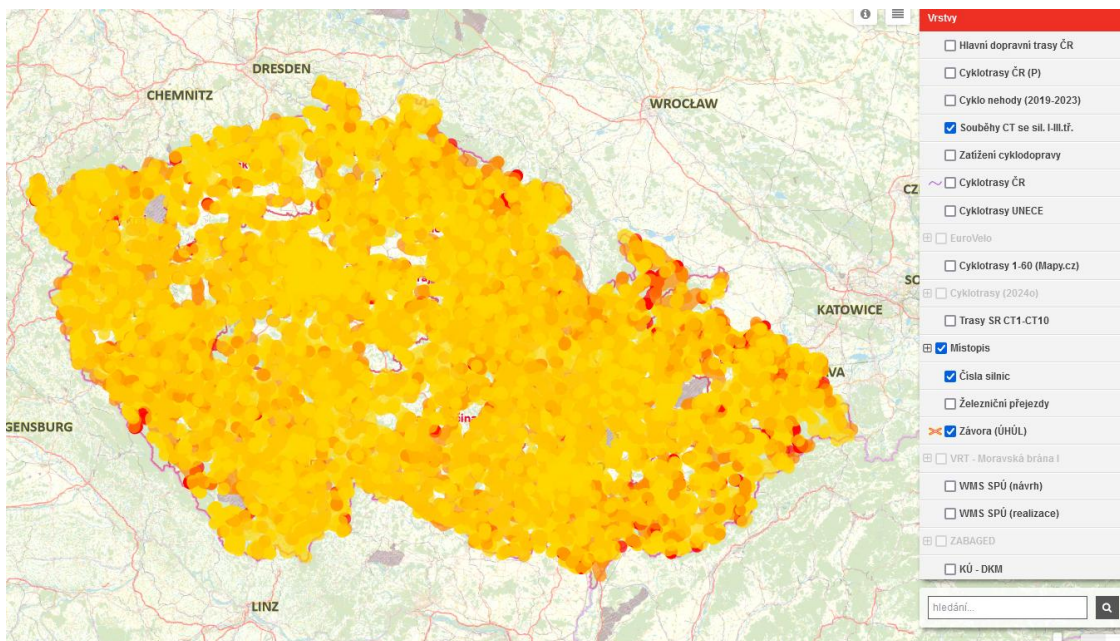 DRESDEN
CHEMNITZ
WROCŁAW
KATOWICE
GENSBURG
LINZ
Vrstvy
Hlavní dopravní trasy ČR
Cyklotrasy ČR (P)
Cyklo nehody (2019-2023)
Souběhy CT se sil. I-III.tř.
Zatížení cyklodopravy
Cyklotrasy ČR
Cyklotrasy UNECE
EuroVelo
Cyklotrasy 1-60 (Mapy.cz)
Cyklotrasy (2024o)
Trasy SR CT1-CT10
Místopis
Čísla silnic
Železniční přejezdy
Závora (ÚHÚL)
VRT - Moravská brána I
WMS SPÚ (návrh)
WMS SPÚ (realizace)
ZABAGED
KÚ - DKM
hledání...